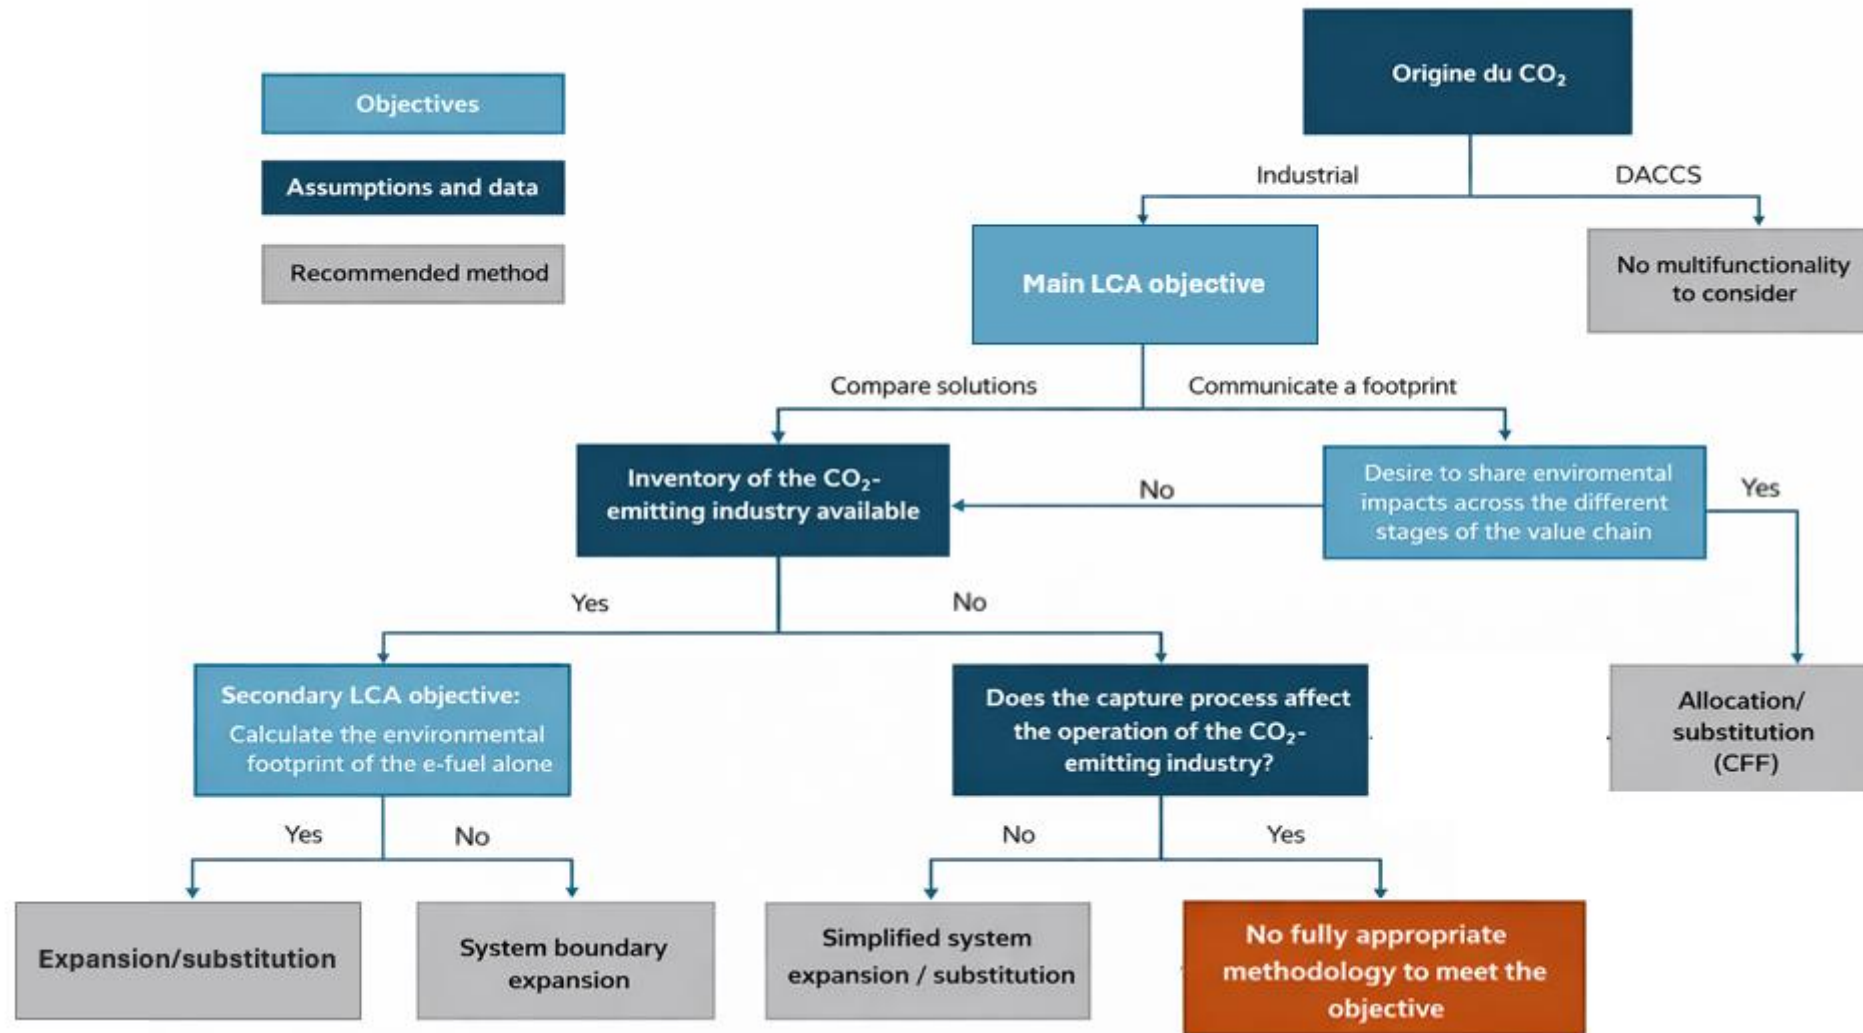 Origine du CO₂
Objectives
Assumptions and data
Recommended method
Industrial
DACCS
Main LCA objective
No multifunctionality
to consider
Compare solutions
Communicate a footprint
Inventory of the CO₂-
emitting industry available
No
Desire to share enviromental
impacts across the different
stages of the value chain
Yes
Yes
No
Secondary LCA objective:
Calculate the environmental
footprint of the e-fuel alone
Does the capture process affect
the operation of the CO₂-
emitting industry?
Allocation/
substitution
(CFF)
Yes
No
No
Yes
Expansion/substitution
System boundary
expansion
Simplified system
expansion / substitution
No fully appropriate
methodology to meet the
objective